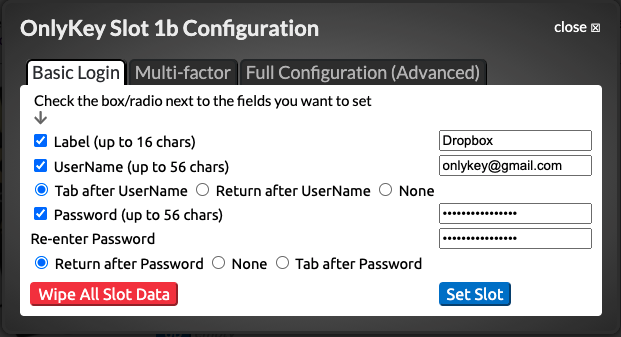 OnlyKey Slot 1b Configuration
close ☒
Basic Login Multi-factor Full Configuration (Advanced)
Check the box/radio next to the fields you want to set
↓
Label (up to 16 chars) Dropbox
UserName (up to 56 chars) onlykey@gmail.com
Tab after UserName Return after UserName None
Password (up to 56 chars) ••••••••••••••••
Re-enter Password ••••••••••••••••
Return after Password None Tab after Password
Wipe All Slot Data Set Slot